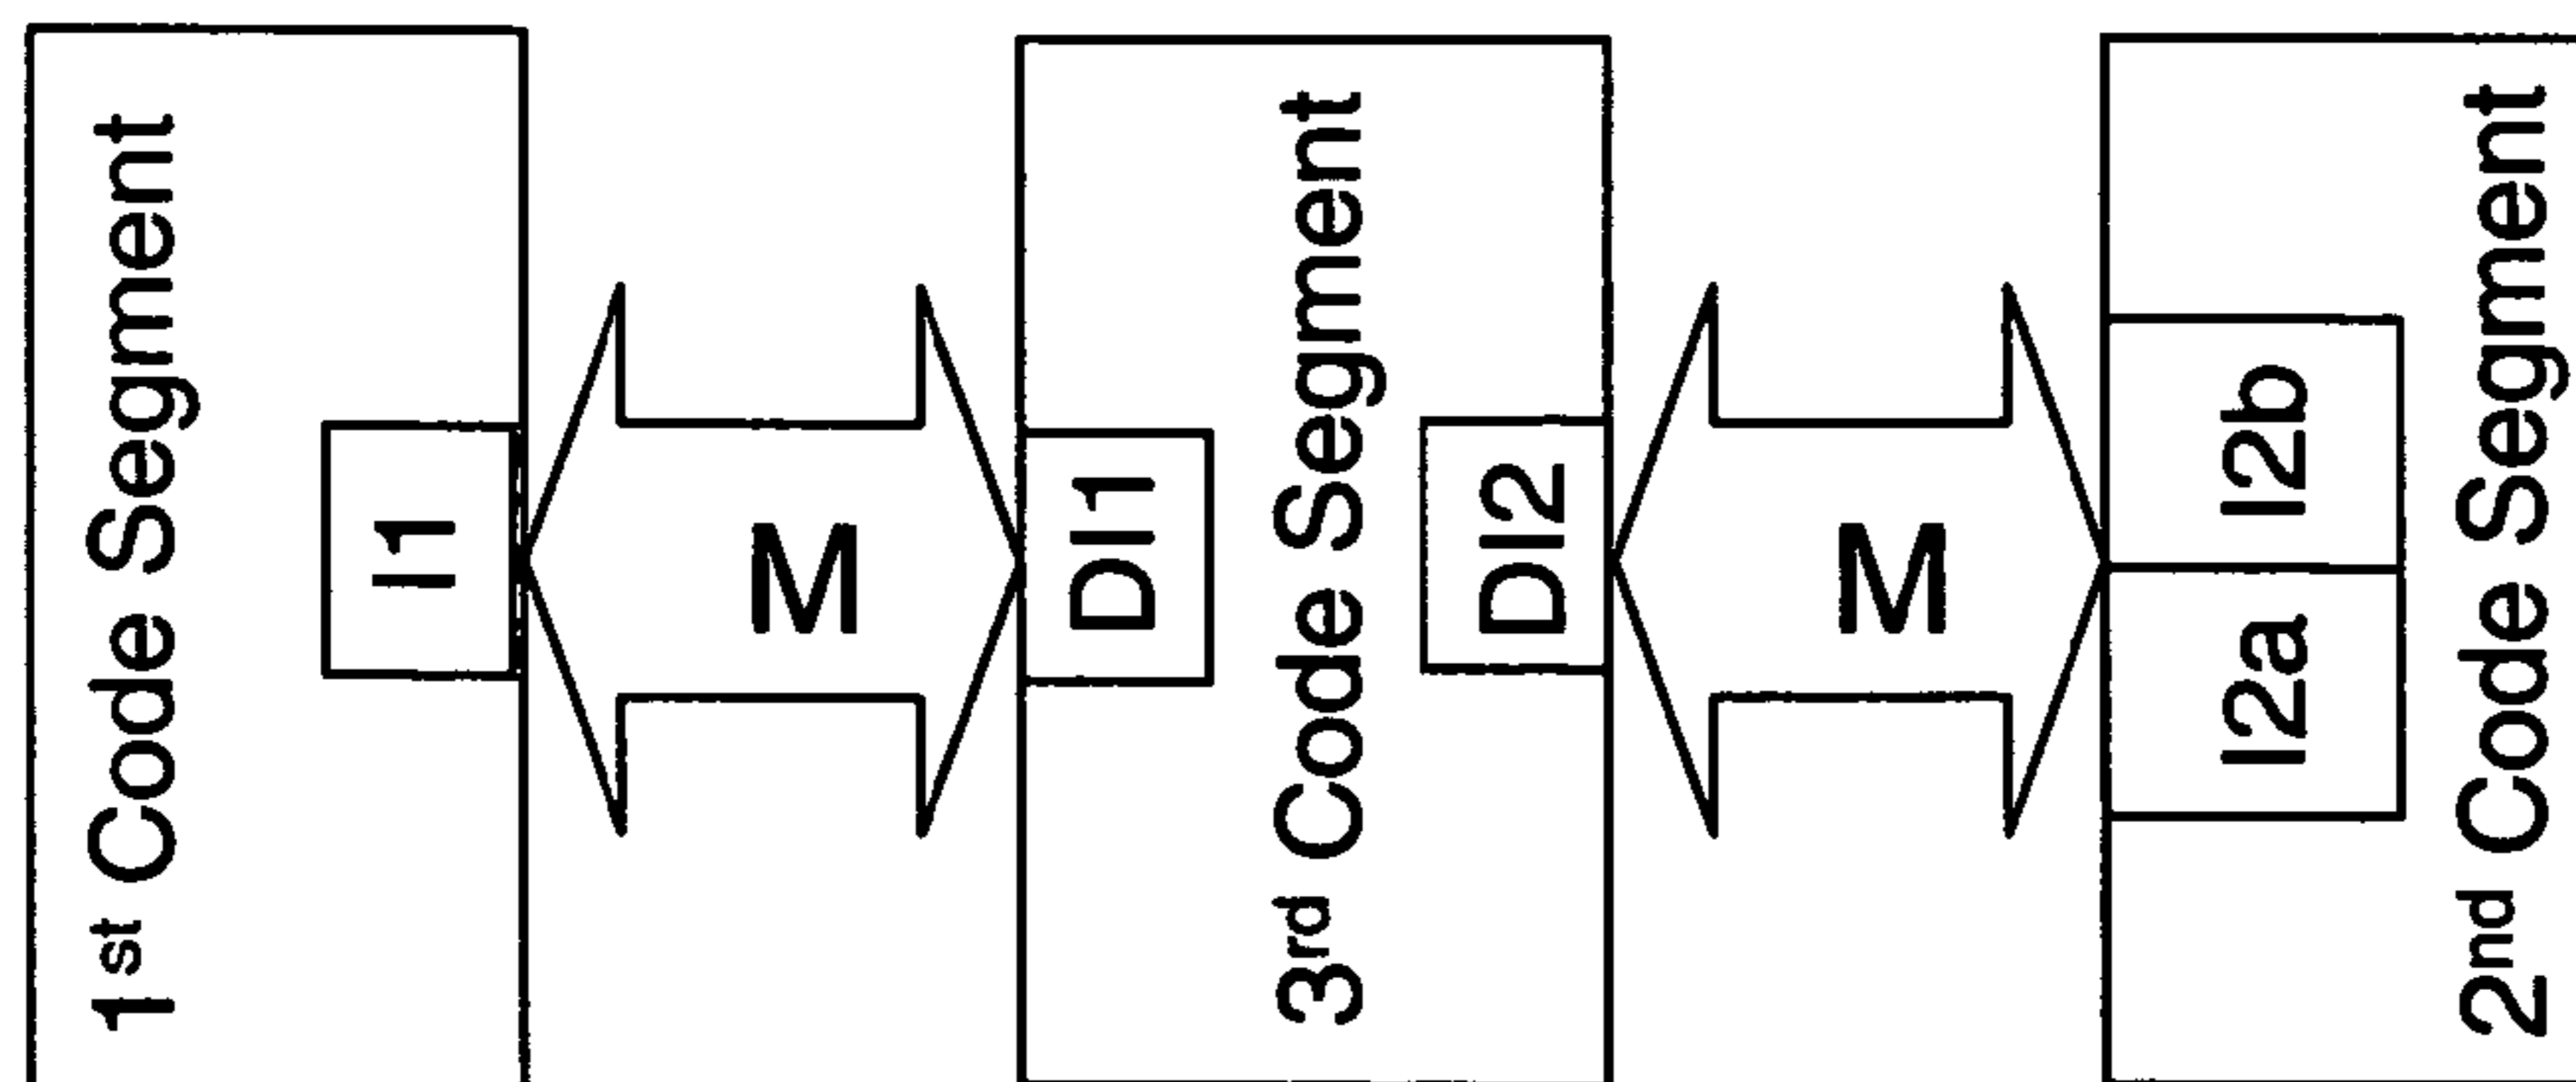 1st Code Segment
I1
M
DI1
3rd Code Segment
DI2
M
I2a
I2b
2nd Code Segment